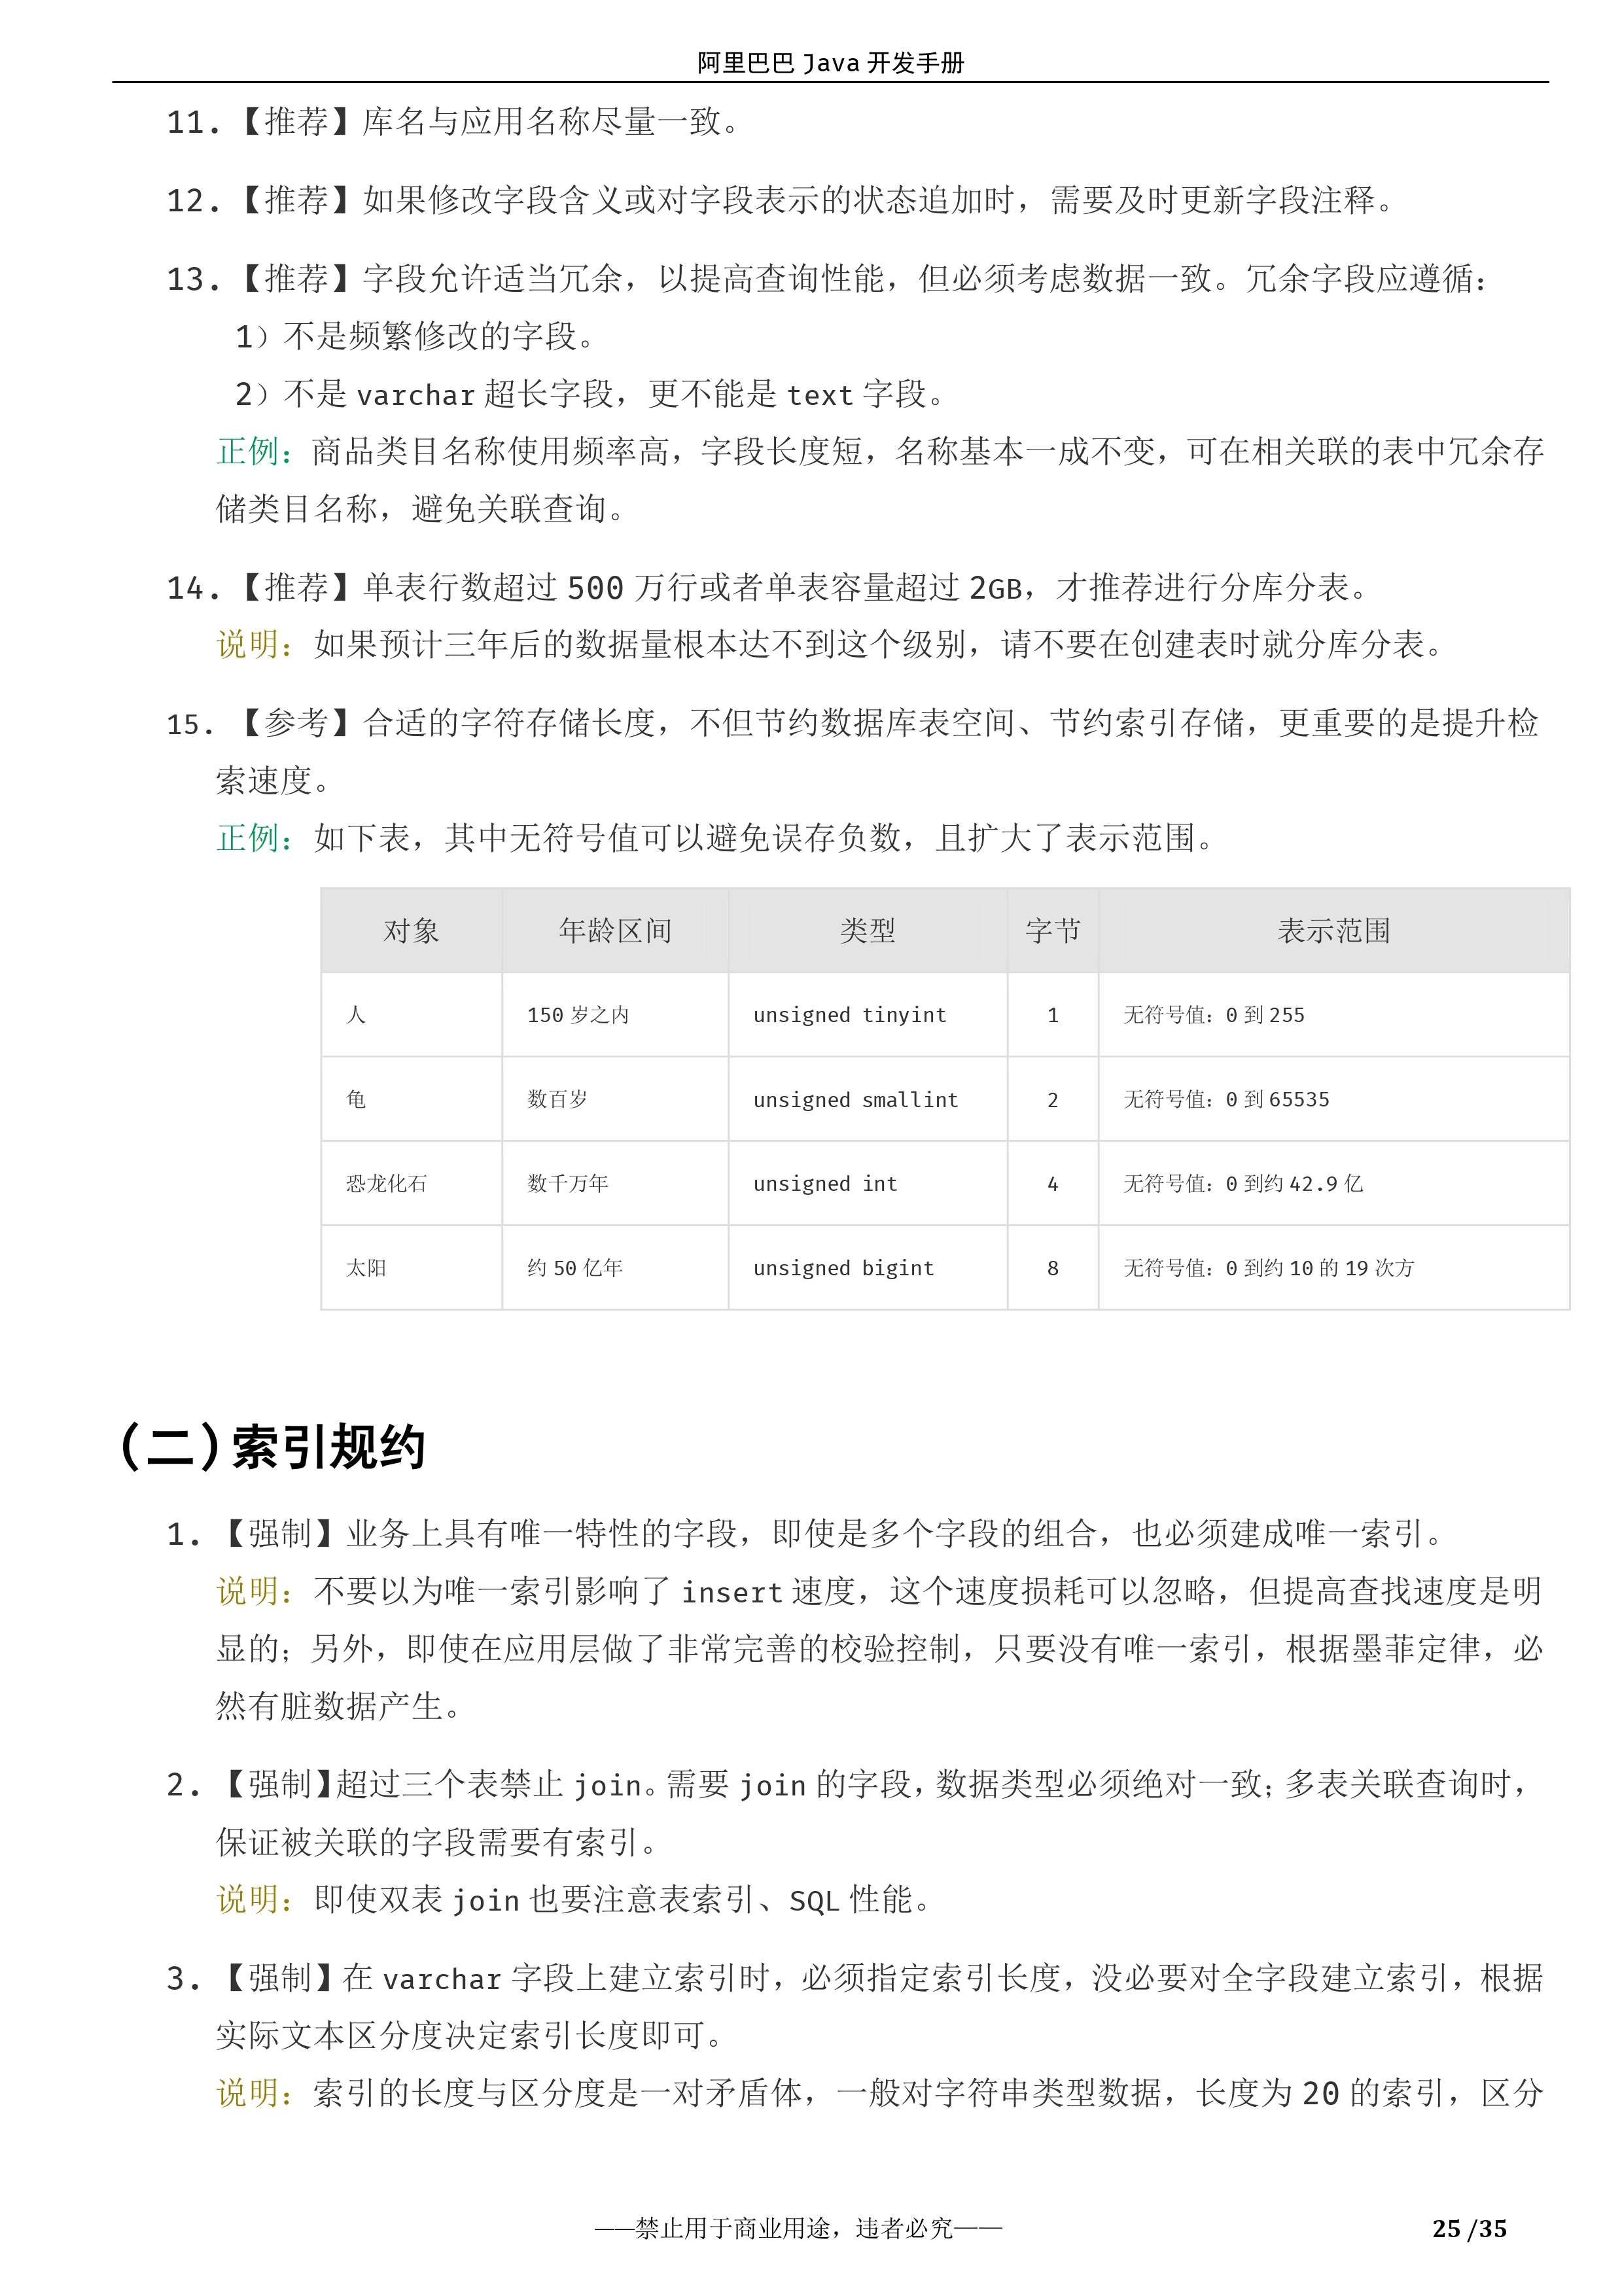 阿里巴巴 Java 开发手册
11.【推荐】库名与应用名称尽量一致。
12.【推荐】如果修改字段含义或对字段表示的状态追加时，需要及时更新字段注释。
13.【推荐】字段允许适当冗余，以提高查询性能，但必须考虑数据一致。冗余字段应遵循：
1）不是频繁修改的字段。
2）不是 varchar 超长字段，更不能是 text 字段。
正例：商品类目名称使用频率高，字段长度短，名称基本一成不变，可在相关联的表中冗余存
储类目名称，避免关联查询。
14.【推荐】单表行数超过 500 万行或者单表容量超过 2GB，才推荐进行分库分表。
说明：如果预计三年后的数据量根本达不到这个级别，请不要在创建表时就分库分表。
15.【参考】合适的字符存储长度，不但节约数据库表空间、节约索引存储，更重要的是提升检
索速度。
正例：如下表，其中无符号值可以避免误存负数，且扩大了表示范围。
对象 年龄区间 类型 字节 表示范围
人 150 岁之内 unsigned tinyint 1 无符号值：0 到 255
龟 数百岁 unsigned smallint 2 无符号值：0 到 65535
恐龙化石 数千万年 unsigned int 4 无符号值：0 到约 42.9 亿
太阳 约 50 亿年 unsigned bigint 8 无符号值：0 到约 10 的 19 次方
(二)索引规约
1. 【强制】业务上具有唯一特性的字段，即使是多个字段的组合，也必须建成唯一索引。
说明：不要以为唯一索引影响了 insert 速度，这个速度损耗可以忽略，但提高查找速度是明
显的；另外，即使在应用层做了非常完善的校验控制，只要没有唯一索引，根据墨菲定律，必
然有脏数据产生。
2. 【强制】超过三个表禁止 join。需要 join 的字段，数据类型必须绝对一致；多表关联查询时，
保证被关联的字段需要有索引。
说明：即使双表 join 也要注意表索引、SQL 性能。
3. 【强制】在 varchar 字段上建立索引时，必须指定索引长度，没必要对全字段建立索引，根据
实际文本区分度决定索引长度即可。
说明：索引的长度与区分度是一对矛盾体，一般对字符串类型数据，长度为 20 的索引，区分
——禁止用于商业用途，违者必究—— 25 /35